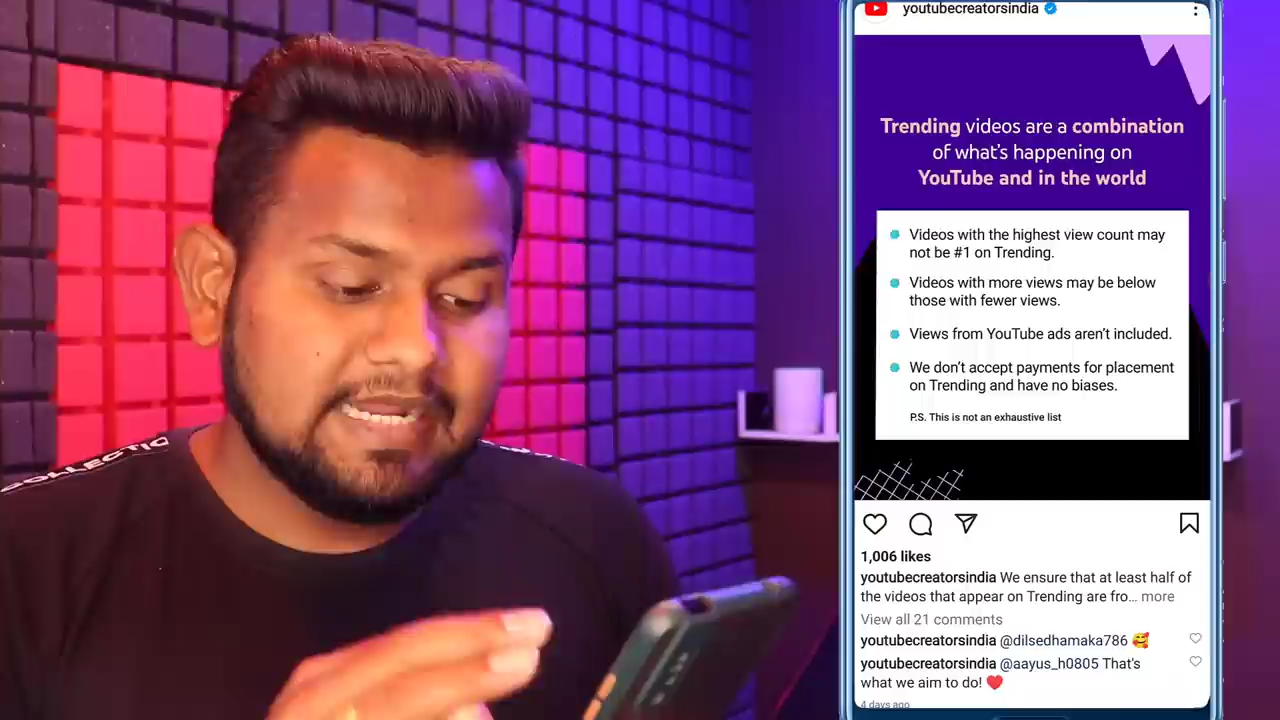 COLLECTIO
youtubecreatorsindia
Trending videos are a combination
of what's happening on
YouTube and in the world
Videos with the highest view count may
not be #1 on Trending.
Videos with more views may be below
those with fewer views.
Views from YouTube ads aren't included.
We don't accept payments for placement
on Trending and have no biases.
P.S. This is not an exhaustive list
1,006 likes
youtubecreatorsindia We ensure that at least half of
the videos that appear on Trending are fro... more
View all 21 comments
youtubecreatorsindia @dilsedhamaka786 🥰
youtubecreatorsindia @aayus_h0805 That's
what we aim to do! ❤️
4 days ago